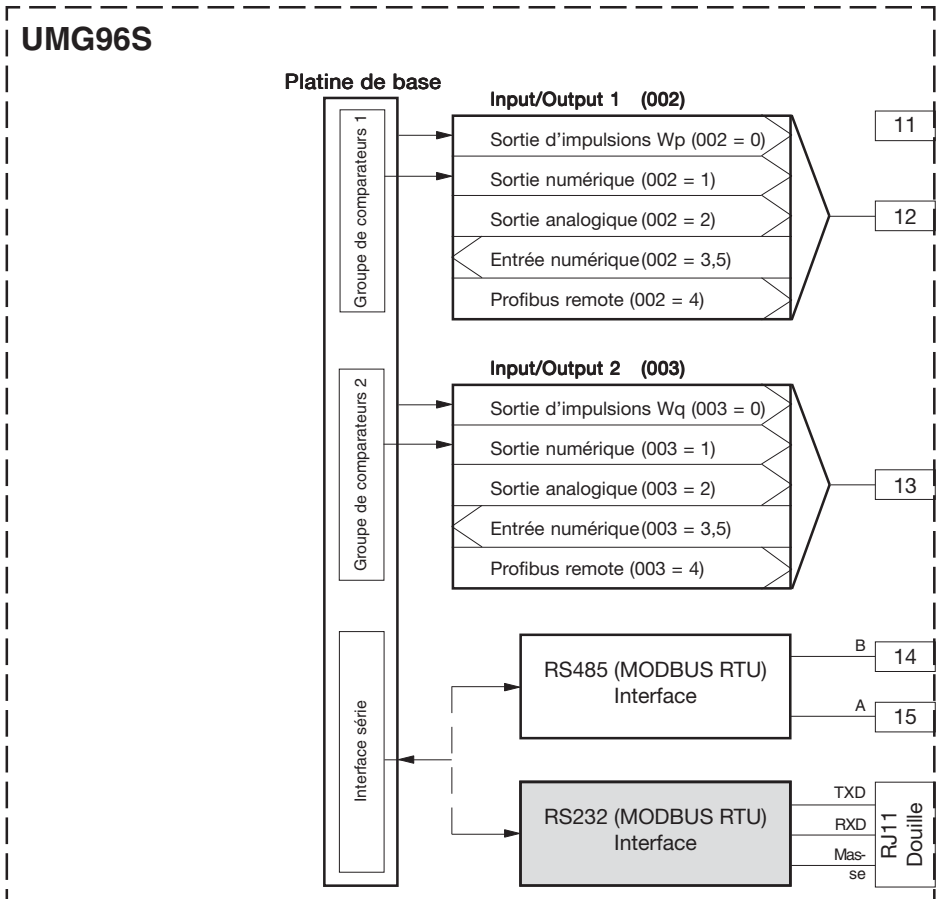 UMG96S
Platine de base
Groupe de comparateurs 1
Input/Output 1 (002)
Sortie d'impulsions Wp (002 = 0)
Sortie numérique (002 = 1)
Sortie analogique (002 = 2)
Entrée numérique(002 = 3,5)
Profibus remote (002 = 4)
11
12
Groupe de comparateurs 2
Input/Output 2 (003)
Sortie d'impulsions Wq (003 = 0)
Sortie numérique (003 = 1)
Sortie analogique (003 = 2)
Entrée numérique(003 = 3,5)
Profibus remote (003 = 4)
13
Interface série
RS485 (MODBUS RTU)
Interface
B
14
A
15
RS232 (MODBUS RTU)
Interface
TXD
RXD
Mas-
se
RJ11
Douille